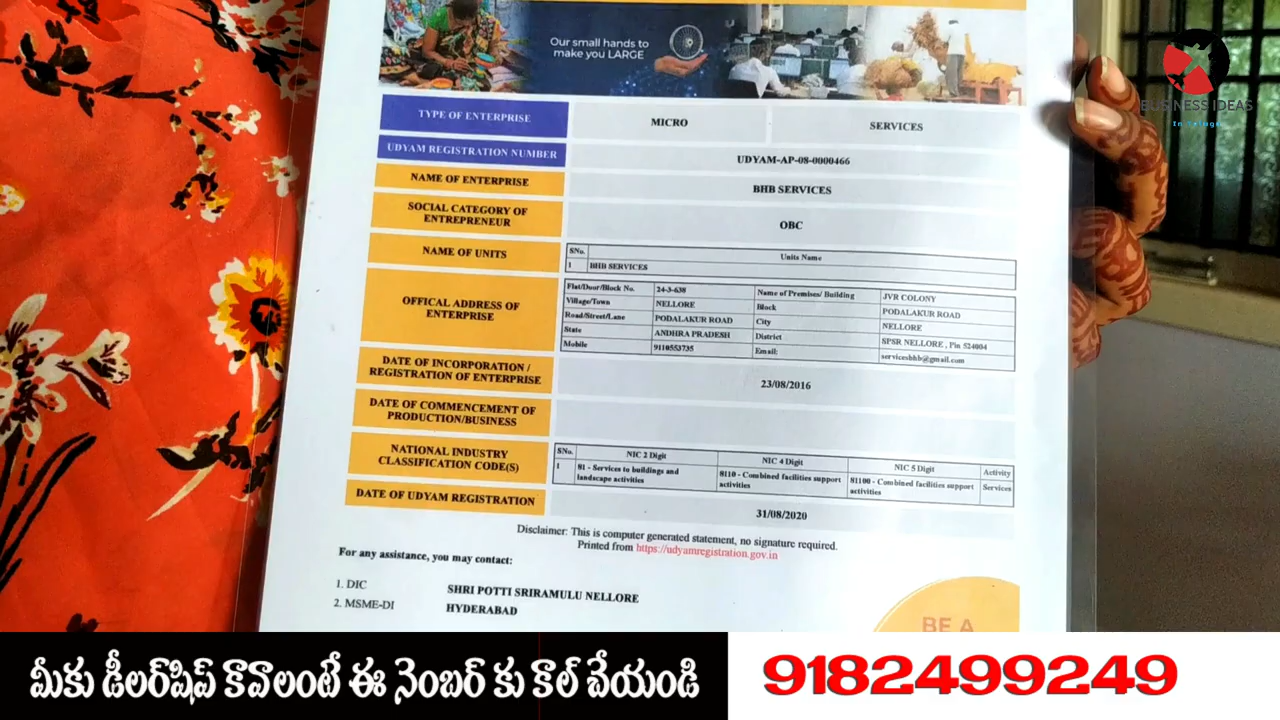 Our small hands to
make you LARGE
BUSINESS IDEAS
In Telugu
TYPE OF ENTERPRISE MICRO SERVICES
UDYAM REGISTRATION NUMBER UDYAM-AP-08-0000466
NAME OF ENTERPRISE BHB SERVICES
SOCIAL CATEGORY OF
ENTREPRENEUR OBC
NAME OF UNITS
SNo. Units Name
1 BHB SERVICES
OFFICAL ADDRESS OF
ENTERPRISE
Flat/Door/Block No. 24-3-638 Name of Premises/ Building JVR COLONY
Village/Town NELLORE Block PODALAKUR ROAD
Road/Street/Lane PODALAKUR ROAD City NELLORE
State ANDHRA PRADESH District SPSR NELLORE , Pin 524004
Mobile 9110553735 Email: serviceshhb@gmail.com
DATE OF INCORPORATION /
REGISTRATION OF ENTERPRISE 23/08/2016
DATE OF COMMENCEMENT OF
PRODUCTION/BUSINESS
NATIONAL INDUSTRY
CLASSIFICATION CODE(S)
SNo. NIC 2 Digit NIC 4 Digit NIC 5 Digit Activity
1 81 - Services to buildings and landscape activities 8110 - Combined facilities support activities 81100 - Combined facilities support activities Services
DATE OF UDYAM REGISTRATION 31/08/2020
Disclaimer: This is computer generated statement, no signature required.
Printed from https://udyamregistration.gov.in
For any assistance, you may contact:
1. DIC SHRI POTTI SRIRAMULU NELLORE
2. MSME-DI HYDERABAD
BE A
మీకు డీలర్‌షిప్ కావాలంటే ఈ నెంబర్ కు కాల్ చేయండి
9182499249